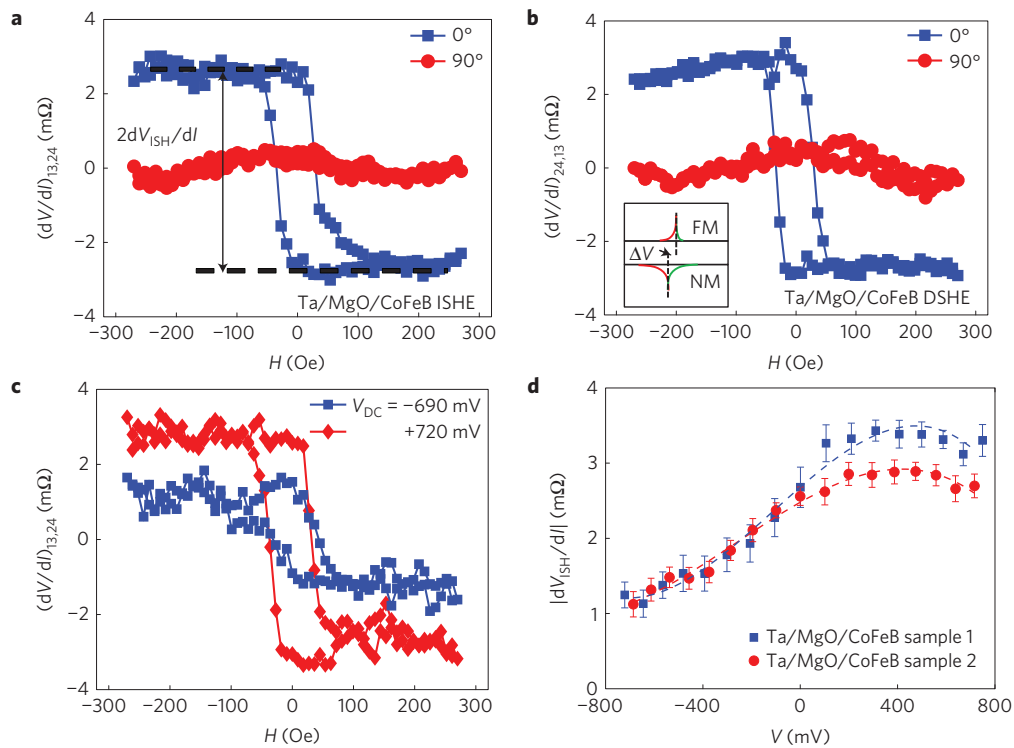 a
4
2
0
−2
−4
−300
−200
−100
0
100
200
300
H (Oe)
(dV/dI)13,24 (mΩ)
0°
90°
2dVISH/dI
Ta/MgO/CoFeB ISHE
b
4
2
0
−2
−4
−300
−200
−100
0
100
200
300
H (Oe)
(dV/dI)24,13 (mΩ)
0°
90°
FM
ΔV
NM
Ta/MgO/CoFeB DSHE
c
4
2
0
−2
−4
−300
−200
−100
0
100
200
300
H (Oe)
(dV/dI)13,24 (mΩ)
VDC = −690 mV
+720 mV
d
4
3
2
1
0
−800
−400
0
400
800
V (mV)
|dVISH/dI| (mΩ)
Ta/MgO/CoFeB sample 1
Ta/MgO/CoFeB sample 2